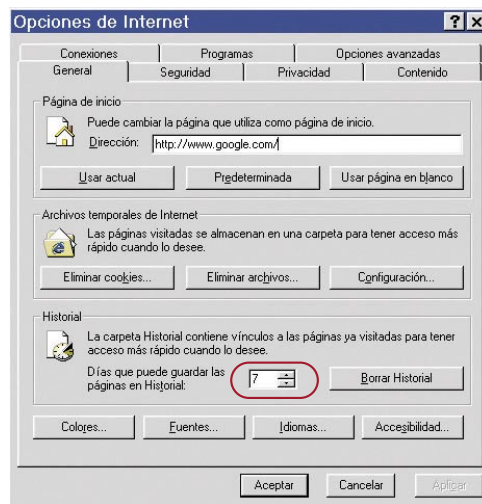 Opciones de Internet
Conexiones Programas Opciones avanzadas
General Seguridad Privacidad Contenido
Página de inicio
Puede cambiar la página que utiliza como página de inicio.
Dirección: http://www.google.com/
Usar actual Predeterminada Usar página en blanco
Archivos temporales de Internet
Las páginas visitadas se almacenan en una carpeta para tener acceso más
rápido cuando lo desee.
Eliminar cookies... Eliminar archivos... Configuración...
Historial
La carpeta Historial contiene vínculos a las páginas ya visitadas para tener
acceso más rápido cuando lo desee.
Días que puede guardar las
páginas en Historial: 7 Borrar Historial
Colores... Fuentes... Idiomas... Accesibilidad...
Aceptar Cancelar Aplicar